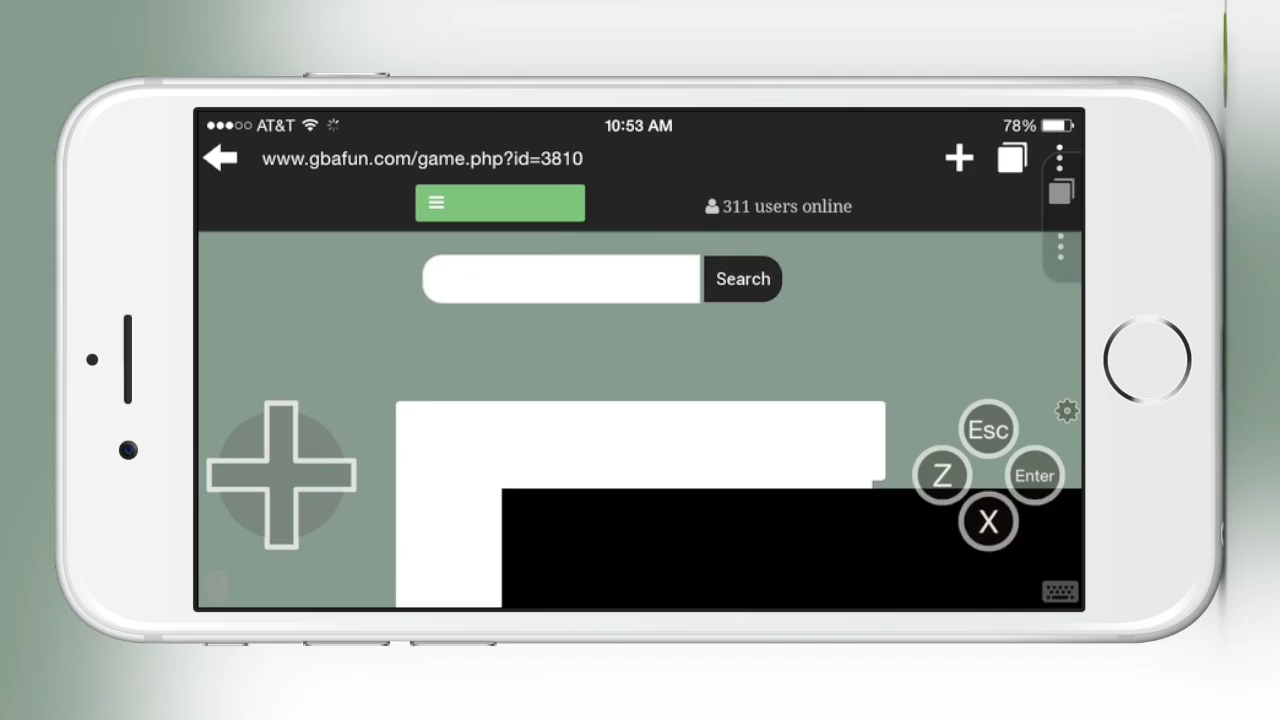 AT&T 10:53 AM 78%
www.gbafun.com/game.php?id=3810
311 users online
Search
Esc
Z
Enter
X